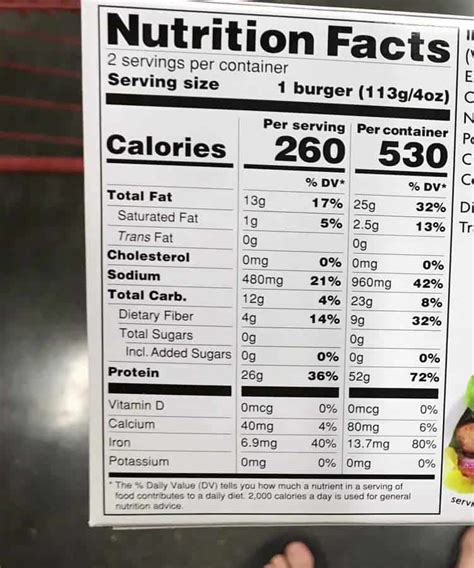 Nutrition Facts
2 servings per container
Serving size 1 burger (113g/4oz)
Per serving Per container
Calories 260 530
% DV* % DV*
Total Fat 13g 17% 25g 32%
Saturated Fat 1g 5% 2.5g 13%
Trans Fat 0g 0g
Cholesterol 0mg 0% 0mg 0%
Sodium 480mg 21% 960mg 42%
Total Carb. 12g 4% 23g 8%
Dietary Fiber 4g 14% 9g 32%
Total Sugars 0g 0g
Incl. Added Sugars 0g 0% 0g 0%
Protein 26g 36% 52g 72%
Vitamin D 0mcg 0% 0mcg 0%
Calcium 40mg 4% 80mg 6%
Iron 6.9mg 40% 13.7mg 80%
Potassium 0mg 0% 0mg 0%
* The % Daily Value (DV) tells you how much a nutrient in a serving of
food contributes to a daily diet. 2,000 calories a day is used for general
nutrition advice.